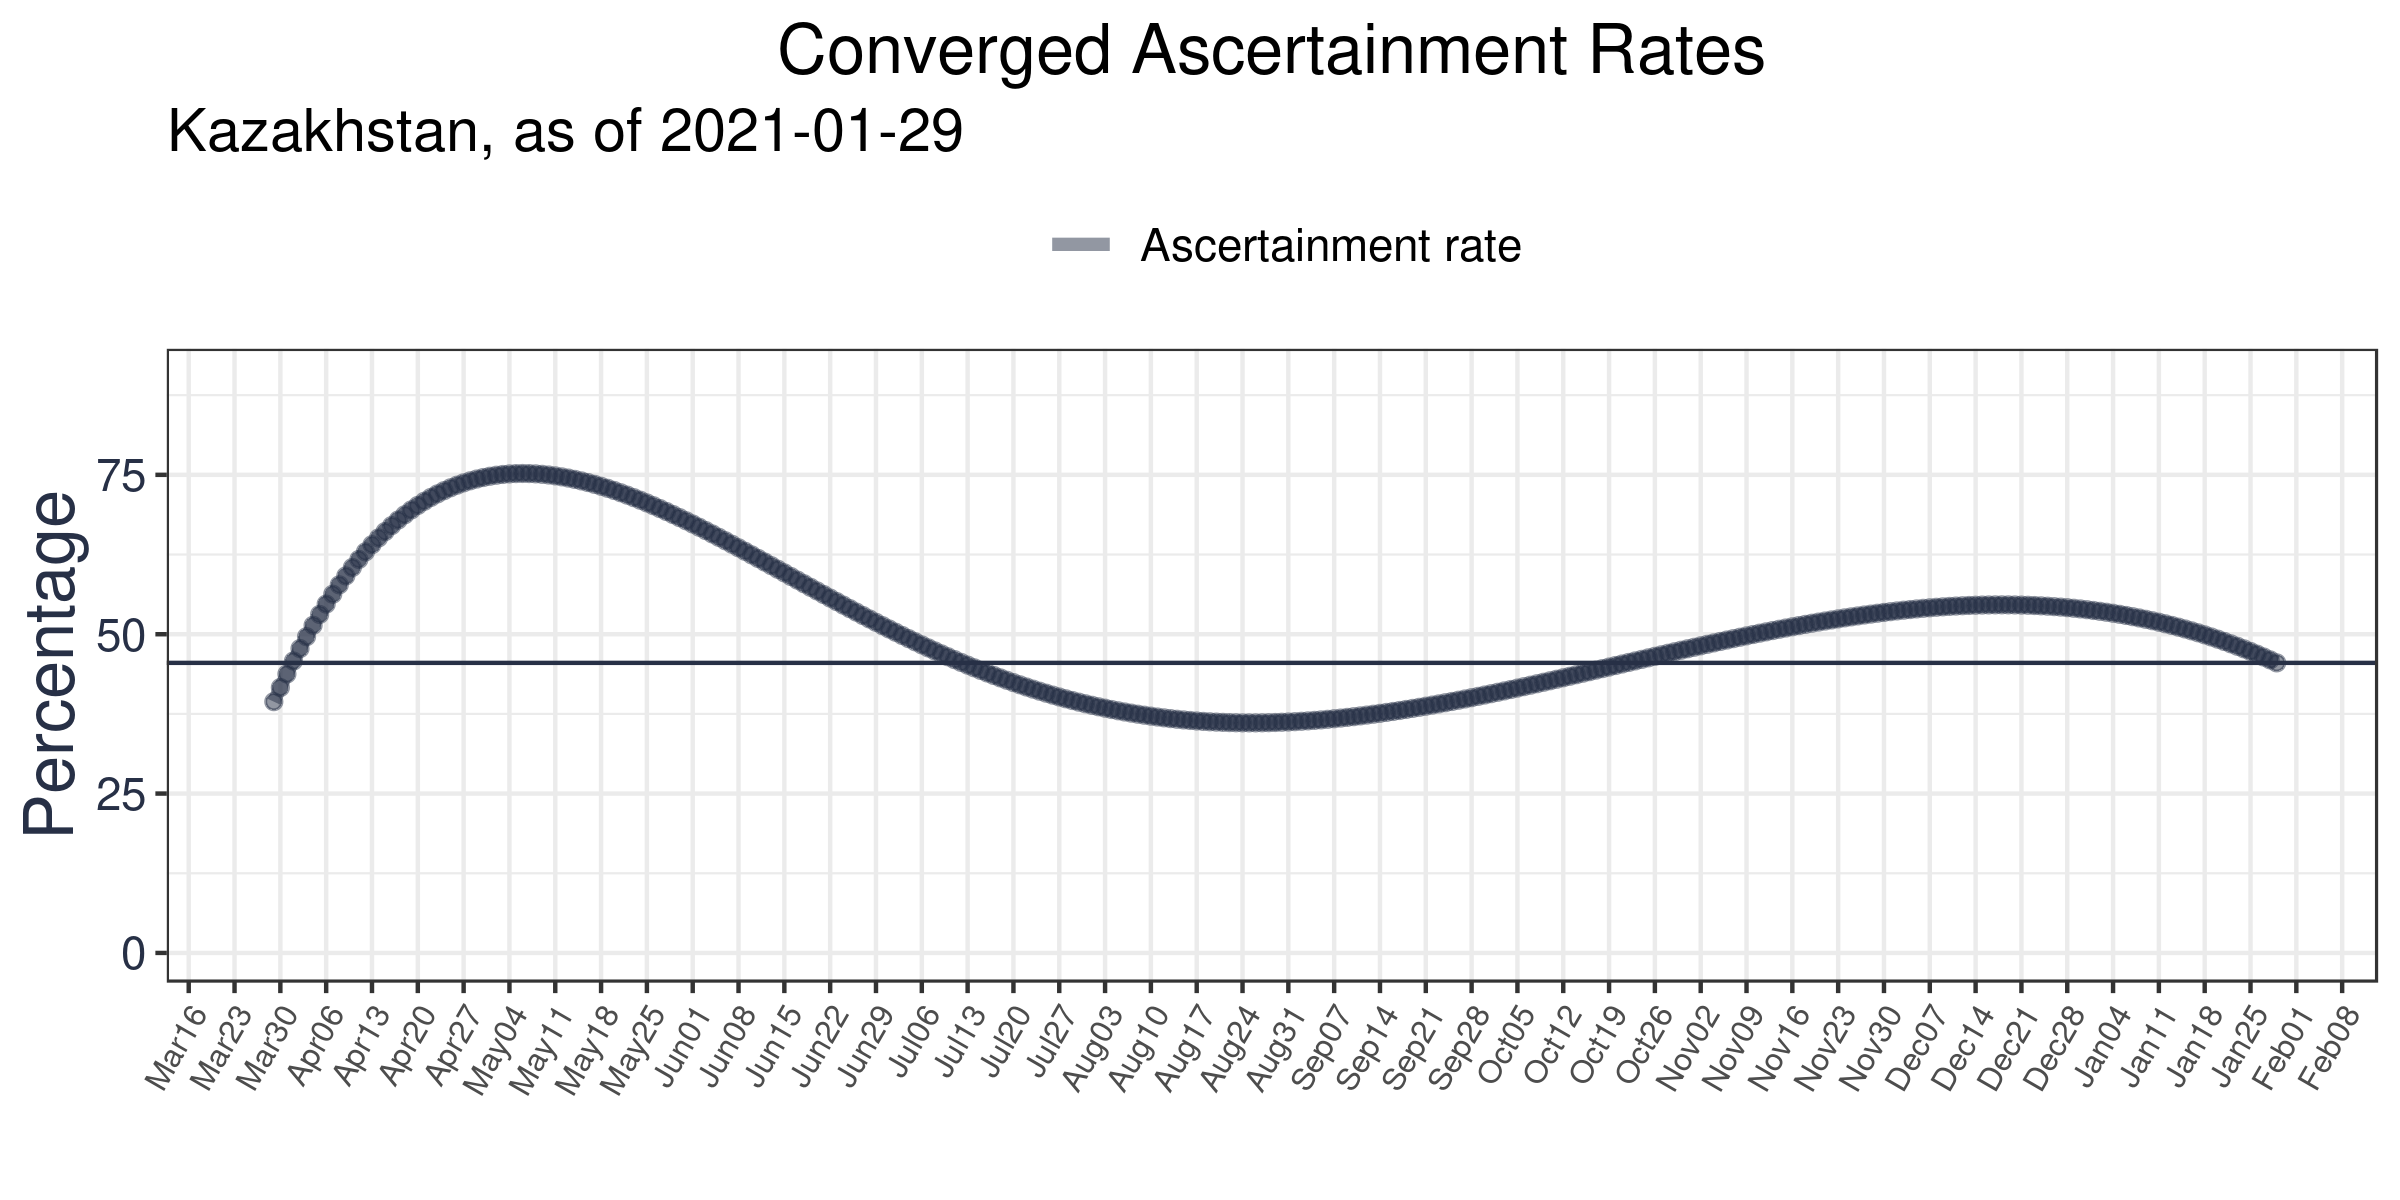 Converged Ascertainment Rates
Kazakhstan, as of 2021-01-29
Ascertainment rate
Percentage
75
50
25
0
Mar16 Mar23 Mar30 Apr06 Apr13 Apr20 Apr27 May04 May11 May18 May25 Jun01 Jun08 Jun15 Jun22 Jun29 Jul06 Jul13 Jul20 Jul27 Aug03 Aug10 Aug17 Aug24 Aug31 Sep07 Sep14 Sep21 Sep28 Oct05 Oct12 Oct19 Oct26 Nov02 Nov09 Nov16 Nov23 Nov30 Dec07 Dec14 Dec21 Dec28 Jan04 Jan11 Jan18 Jan25 Feb01 Feb08